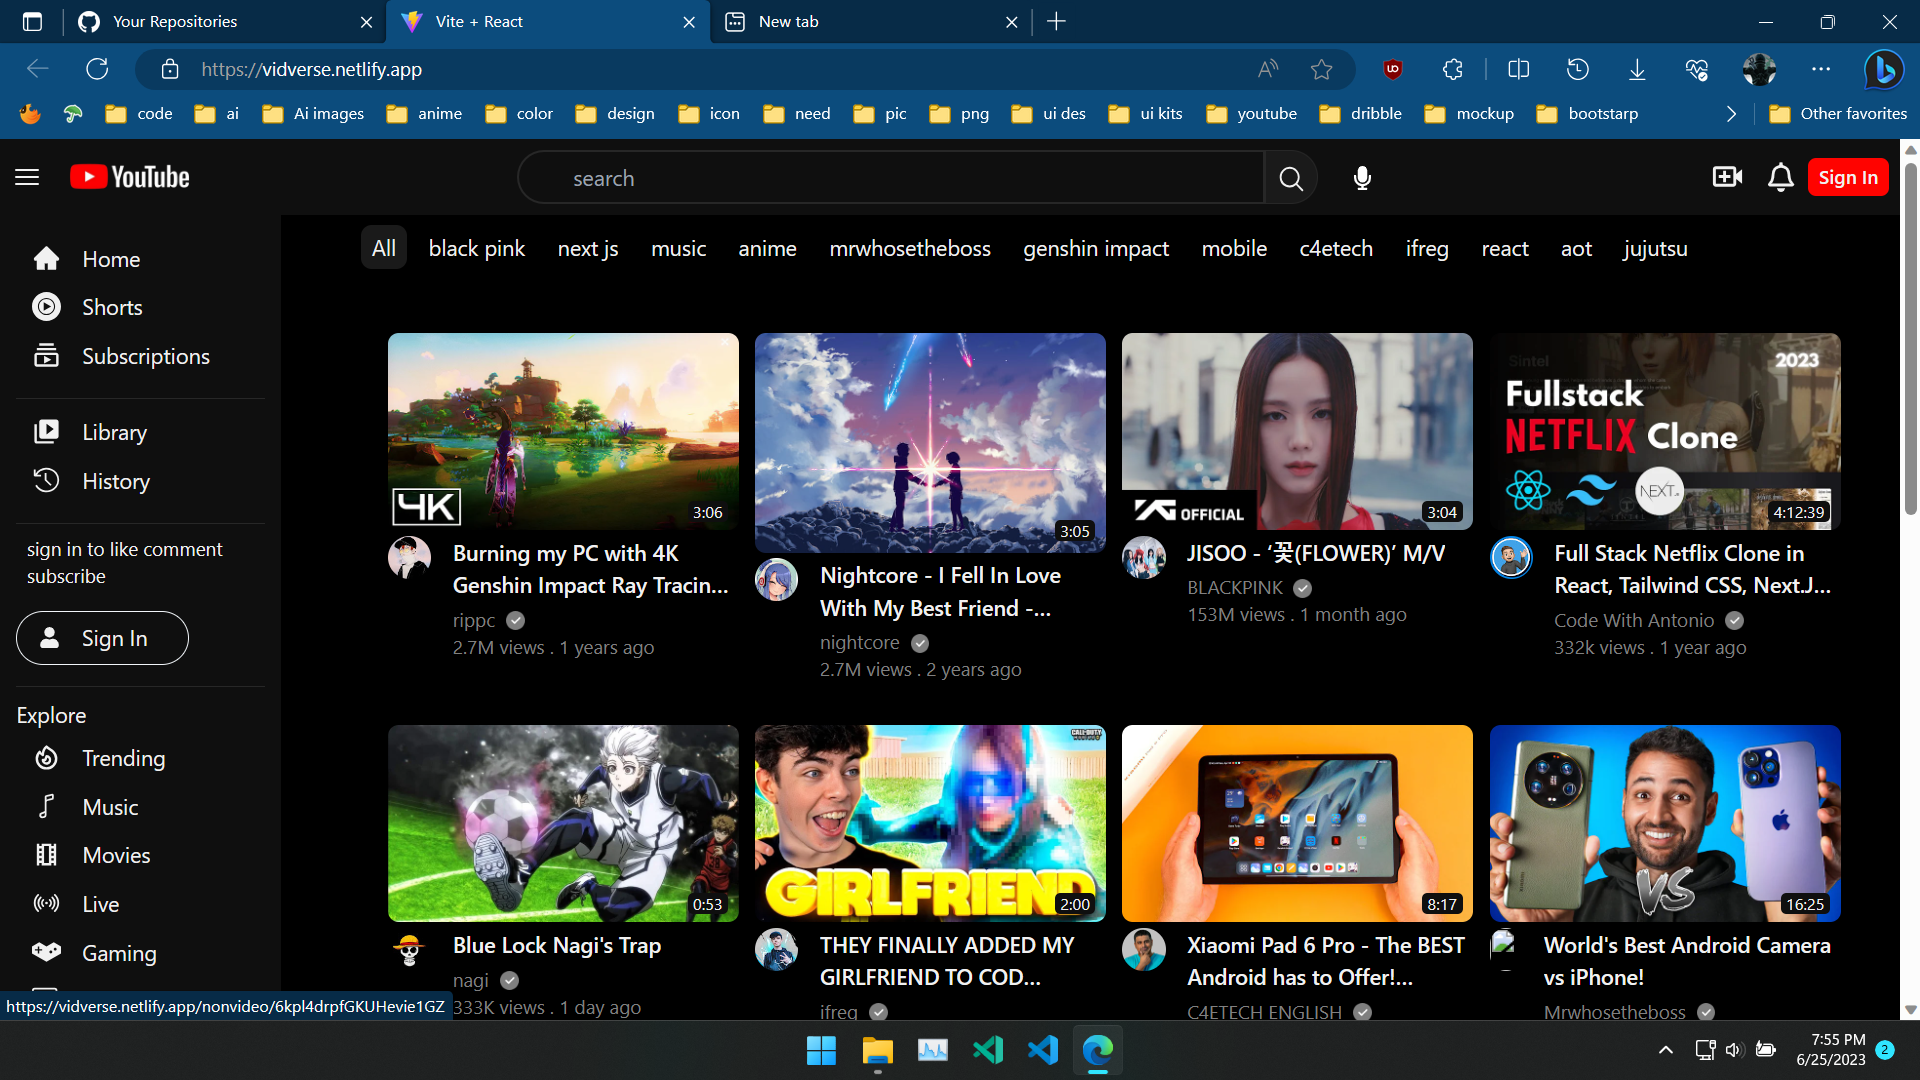 Your Repositories
Vite + React
New tab
https://vidverse.netlify.app
code
ai
Ai images
anime
color
design
icon
need
pic
png
ui des
ui kits
youtube
dribble
mockup
bootstarp
Other favorites
YouTube
search
Sign In
Home
Shorts
Subscriptions
Library
History
sign in to like comment
subscribe
Sign In
Explore
Trending
Music
Movies
Live
Gaming
All
black pink
next js
music
anime
mrwhosetheboss
genshin impact
mobile
c4etech
ifreg
react
aot
jujutsu
4K
3:06
Burning my PC with 4K
Genshin Impact Ray Tracin...
rippc
2.7M views . 1 years ago
3:05
Nightcore - I Fell In Love
With My Best Friend -...
nightcore
2.7M views . 2 years ago
YG OFFICIAL
3:04
JISOO - ‘꽃(FLOWER)’ M/V
BLACKPINK
153M views . 1 month ago
Sintel
2023
Fullstack
NETFLIX Clone
NEXT.
4:12:39
Full Stack Netflix Clone in
React, Tailwind CSS, Next.J...
Code With Antonio
332k views . 1 year ago
0:53
Blue Lock Nagi's Trap
nagi
333K views . 1 day ago
CALL·DUTY
GIRLFRIEND
2:00
THEY FINALLY ADDED MY
GIRLFRIEND TO COD...
ifreg
8:17
Xiaomi Pad 6 Pro - The BEST
Android has to Offer!...
C4ETECH ENGLISH
VS
16:25
World's Best Android Camera
vs iPhone!
Mrwhosetheboss
https://vidverse.netlify.app/nonvideo/6kpl4drpfGKUHevie1GZ
7:55 PM
6/25/2023
2